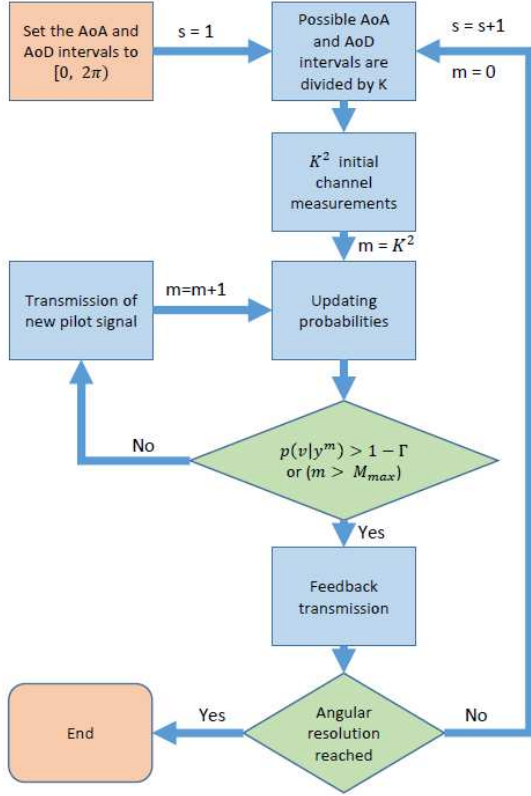 Set the AoA and
AoD intervals to
[0, 2π)
s = 1
Possible AoA
and AoD
intervals are
divided by K
s = s+1
m = 0
K² initial
channel
measurements
m = K²
Transmission of
new pilot signal
m=m+1
Updating
probabilities
No
p(v|yᵐ) > 1 − Γ
or (m > Mₘₐₓ)
Yes
Feedback
transmission
End
Yes
Angular
resolution
reached
No